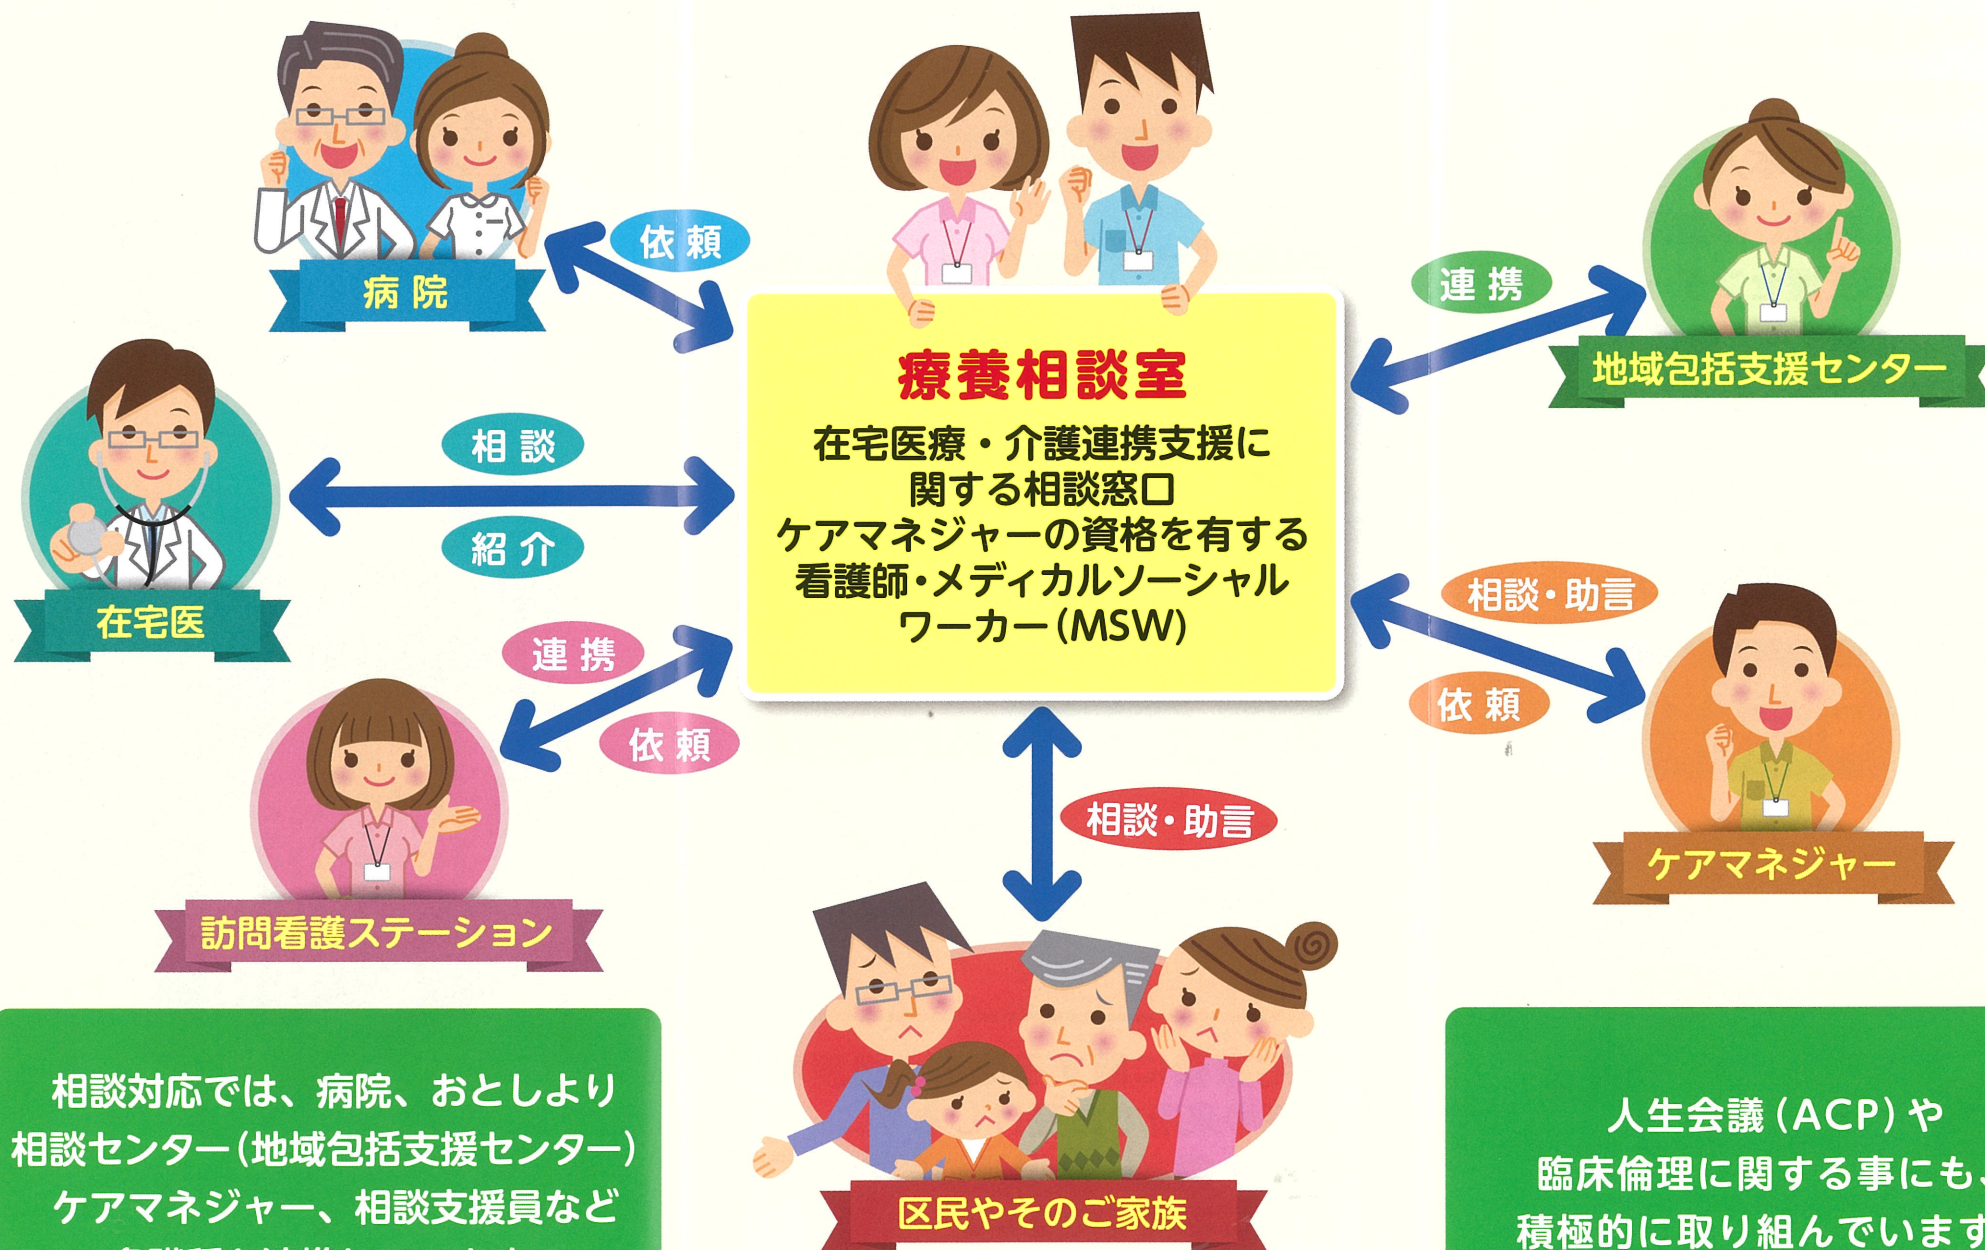 依頼
病院
連携
地域包括支援センター
療養相談室
在宅医療・介護連携支援に
関する相談窓口
ケアマネジャーの資格を有する
看護師・メディカルソーシャル
ワーカー(MSW)
相談
紹介
在宅医
連携
依頼
訪問看護ステーション
相談・助言
依頼
ケアマネジャー
相談・助言
区民やそのご家族
相談対応では、病院、おとしより
相談センター(地域包括支援センター)
ケアマネジャー、相談支援員など
人生会議(ACP)や
臨床倫理に関する事にも、
積極的に取り組んでいます